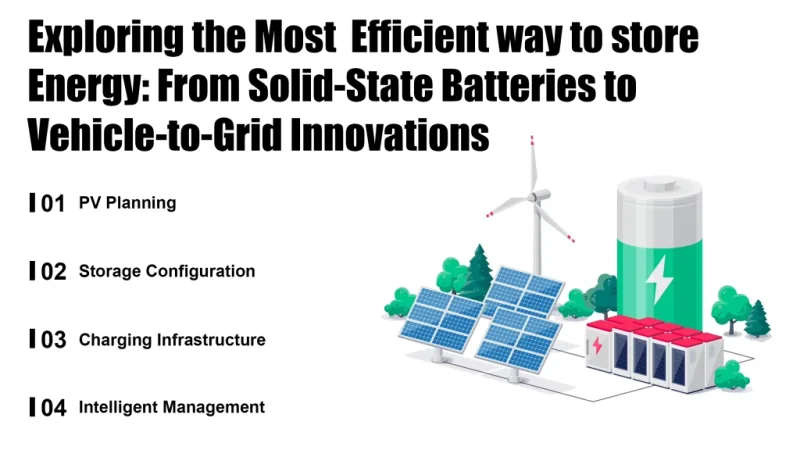 Exploring the Most  Efficient way to store
Energy: From Solid-State Batteries to
Vehicle-to-Grid Innovations
01 PV Planning
02 Storage Configuration
03 Charging Infrastructure
04 Intelligent Management